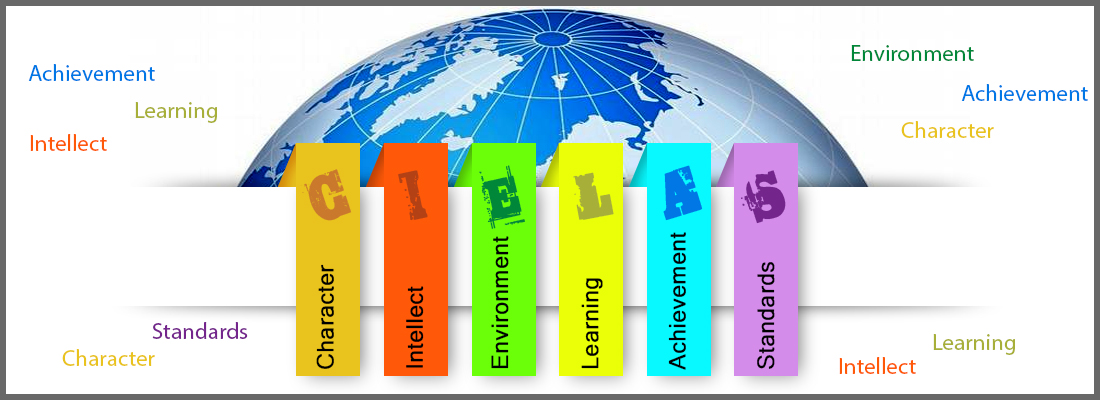 Achievement
Learning
Intellect
Environment
Achievement
Character
C I E L A S
Character
Intellect
Environment
Learning
Achievement
Standards
Standards
Character
Learning
Intellect